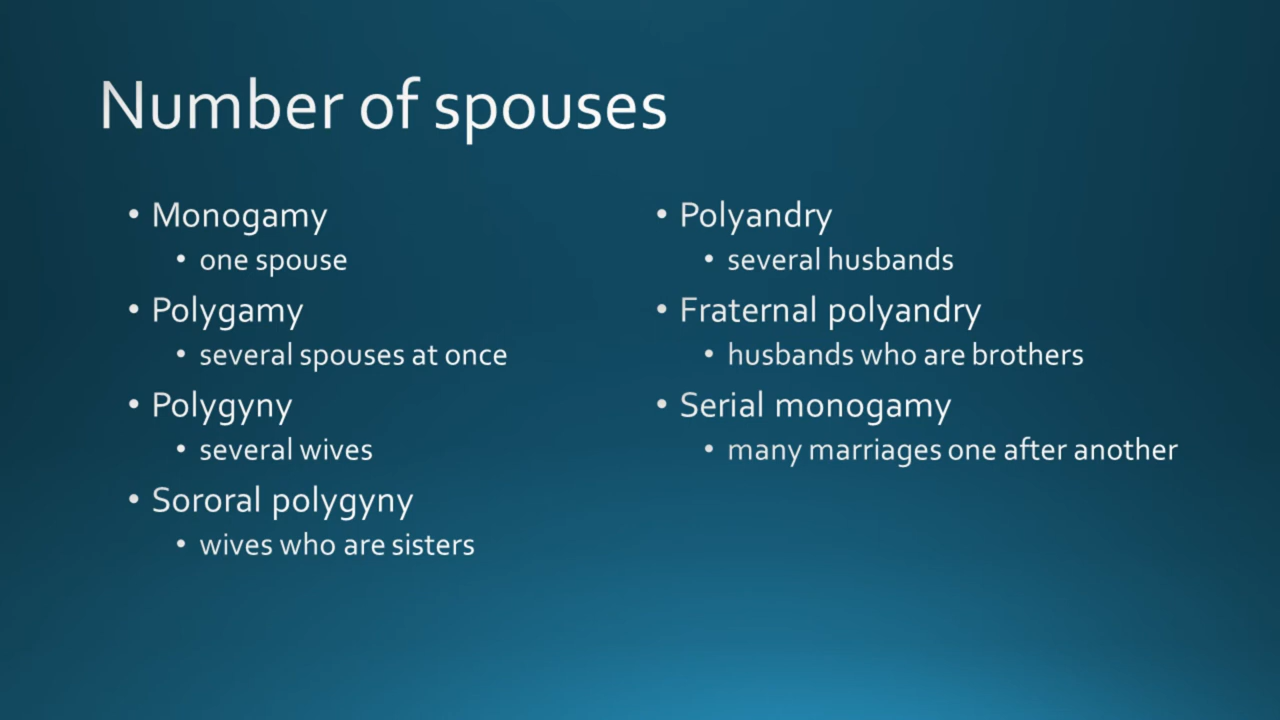 Number of spouses
• Monogamy
• one spouse
• Polygamy
• several spouses at once
• Polygyny
• several wives
• Sororal polygyny
• wives who are sisters
• Polyandry
• several husbands
• Fraternal polyandry
• husbands who are brothers
• Serial monogamy
• many marriages one after another